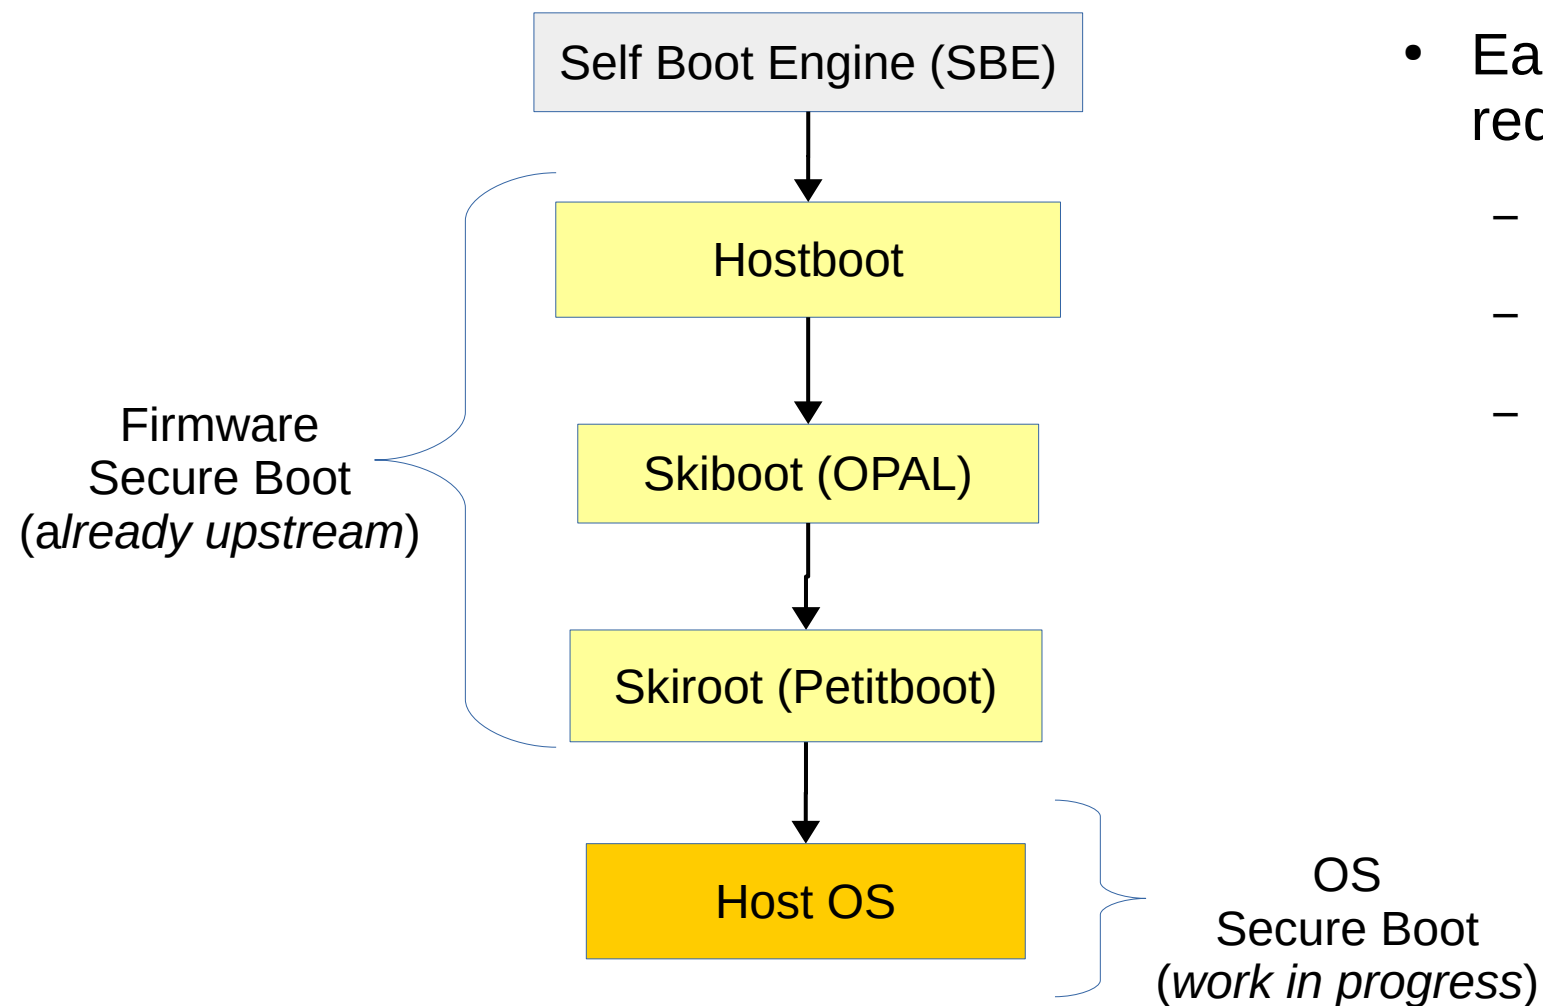 Self Boot Engine (SBE)
Hostboot
Firmware
Secure Boot
(already upstream)
Skiboot (OPAL)
Skiroot (Petitboot)
Host OS
OS
Secure Boot
(work in progress)
•
–
–
–